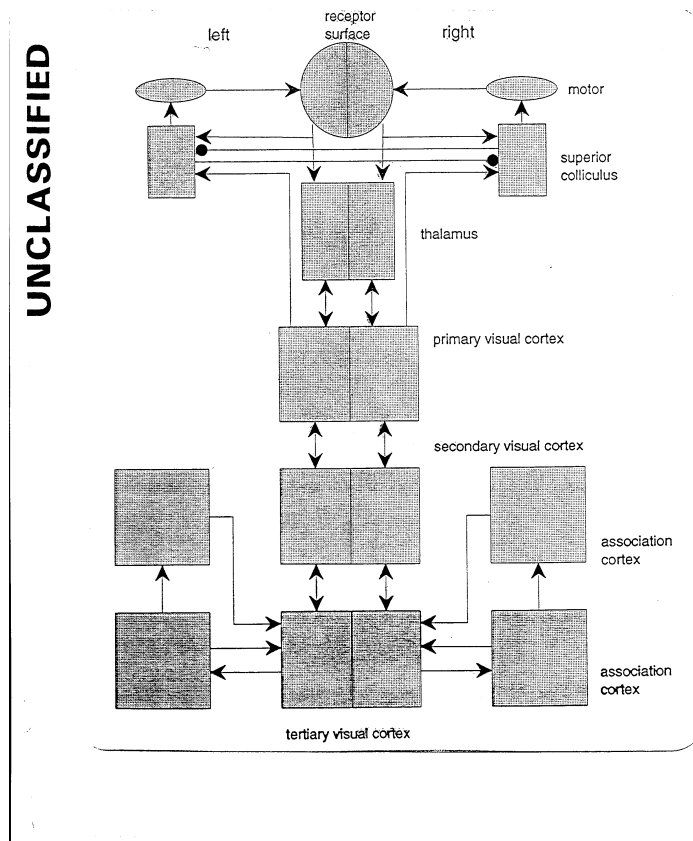 UNCLASSIFIED
left
receptor
surface
right
motor
superior
colliculus
thalamus
primary visual cortex
secondary visual cortex
association
cortex
association
cortex
tertiary visual cortex